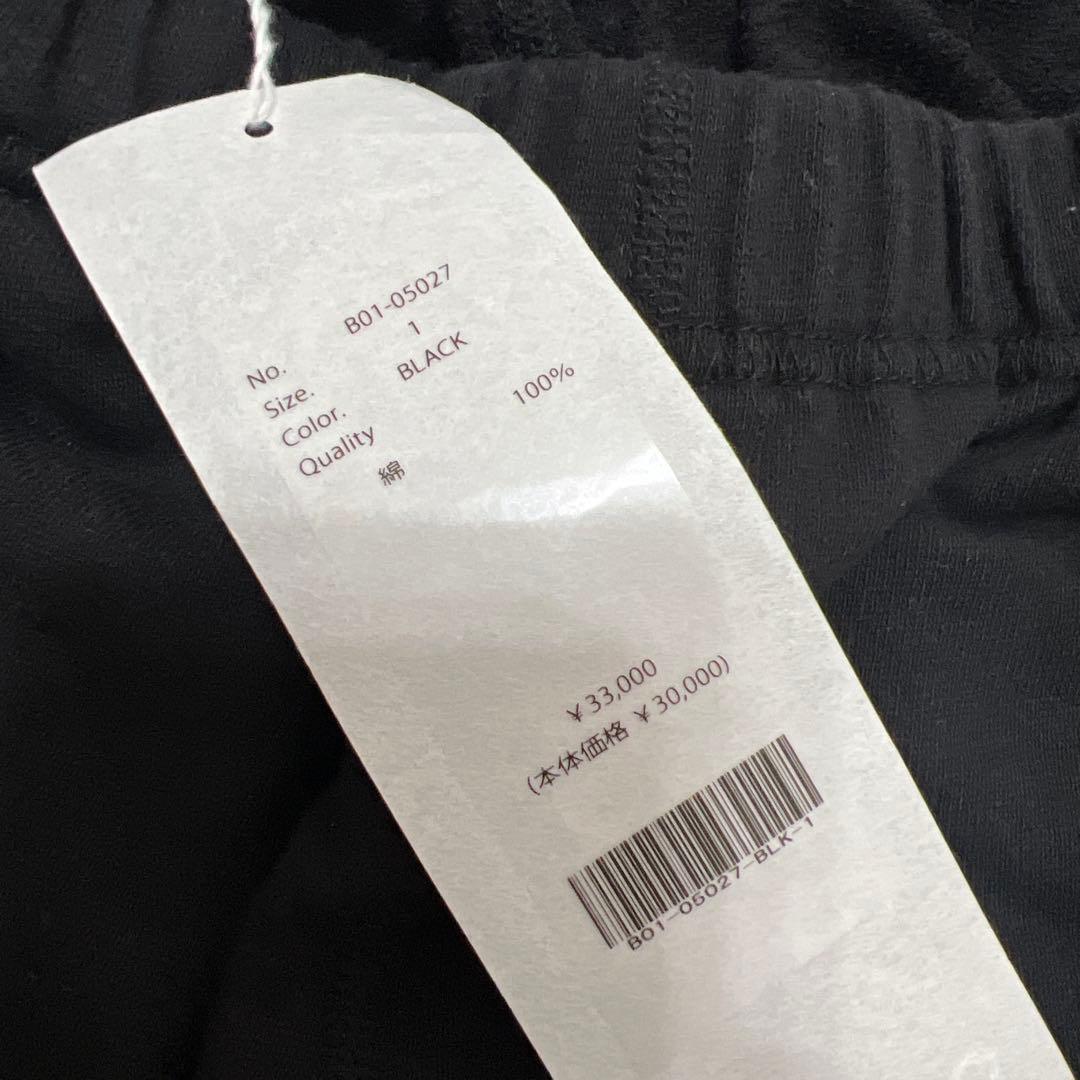 No. B01-05027
Size. 1
Color. BLACK
Quality
綿 100%
¥33,000
(本体価格 ¥30,000)
B01-05027-BLK-1